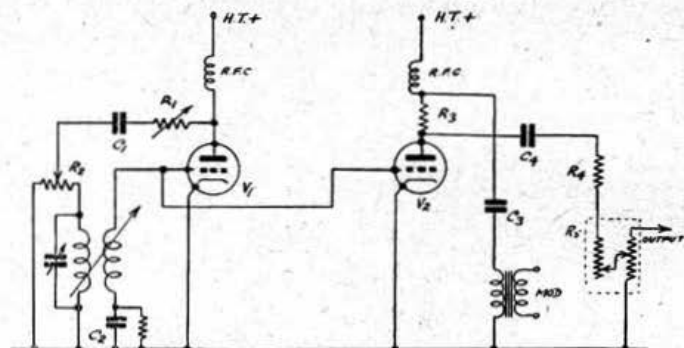 H.T.+
H.T.+
R.F.C
R.F.C.
R1
R3
C1
C4
R2
V1
V2
R4
C3
R5
OUTPUT
MOD
C2